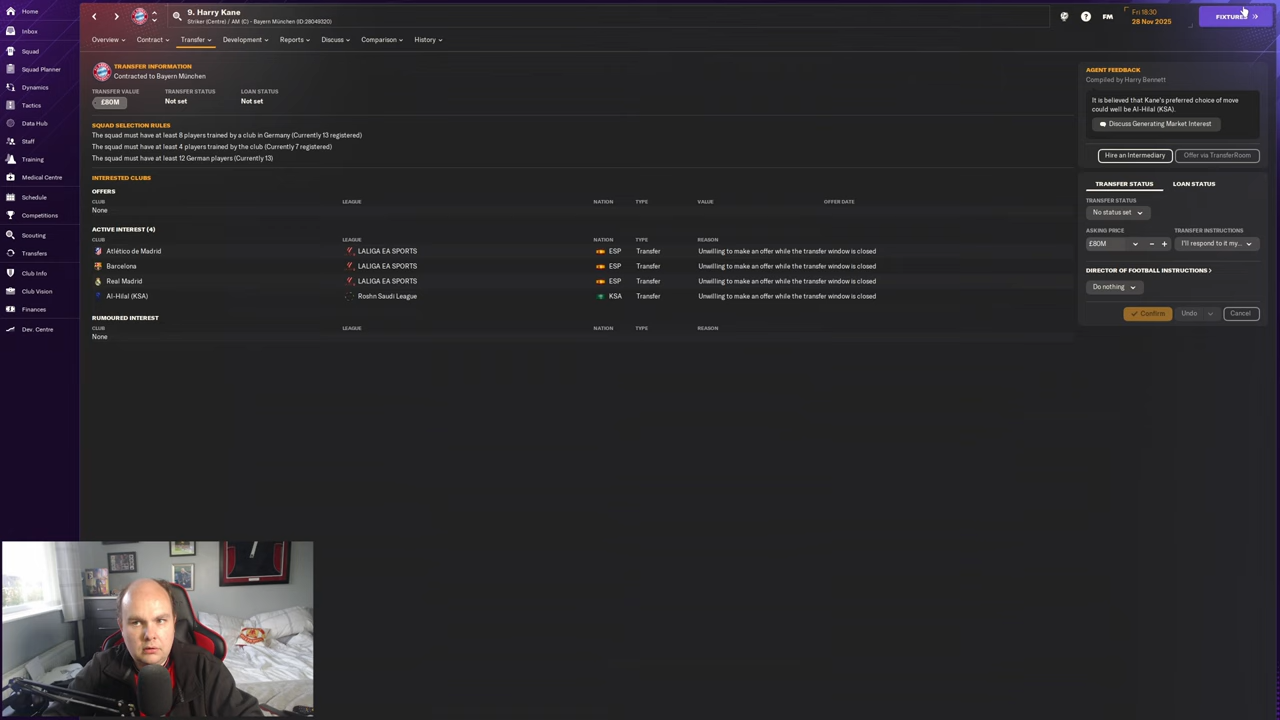 Home
Inbox
Squad
Squad Planner
Dynamics
Tactics
Data Hub
Staff
Training
Medical Centre
Schedule
Competitions
Scouting
Transfers
Club Info
Club Vision
Finances
Dev. Centre
9. Harry Kane
Striker (Centre) / AM (C) - Bayern München (ID:28049320)
FM
Fri 18:30
28 Nov 2025
FIXTURES
Overview Contract Transfer Development Reports Discuss Comparison History
TRANSFER INFORMATION
Contracted to Bayern München
TRANSFER VALUE TRANSFER STATUS LOAN STATUS
£80M Not set Not set
SQUAD SELECTION RULES
The squad must have at least 8 players trained by a club in Germany (Currently 13 registered)
The squad must have at least 4 players trained by the club (Currently 7 registered)
The squad must have at least 12 German players (Currently 13)
INTERESTED CLUBS
OFFERS
CLUB LEAGUE NATION TYPE VALUE OFFER DATE
None
ACTIVE INTEREST (4)
CLUB LEAGUE NATION TYPE REASON
Atlético de Madrid LALIGA EA SPORTS ESP Transfer Unwilling to make an offer while the transfer window is closed
Barcelona LALIGA EA SPORTS ESP Transfer Unwilling to make an offer while the transfer window is closed
Real Madrid LALIGA EA SPORTS ESP Transfer Unwilling to make an offer while the transfer window is closed
Al-Hilal (KSA) Roshn Saudi League KSA Transfer Unwilling to make an offer while the transfer window is closed
RUMOURED INTEREST
CLUB LEAGUE NATION TYPE REASON
None
AGENT FEEDBACK
Compiled by Harry Bennett
It is believed that Kane's preferred choice of move
could well be Al-Hilal (KSA).
Discuss Generating Market Interest
Hire an Intermediary Offer via TransferRoom
TRANSFER STATUS LOAN STATUS
TRANSFER STATUS
No status set
ASKING PRICE TRANSFER INSTRUCTIONS
£80M I'll respond to it my...
DIRECTOR OF FOOTBALL INSTRUCTIONS
Do nothing
Confirm Undo Cancel